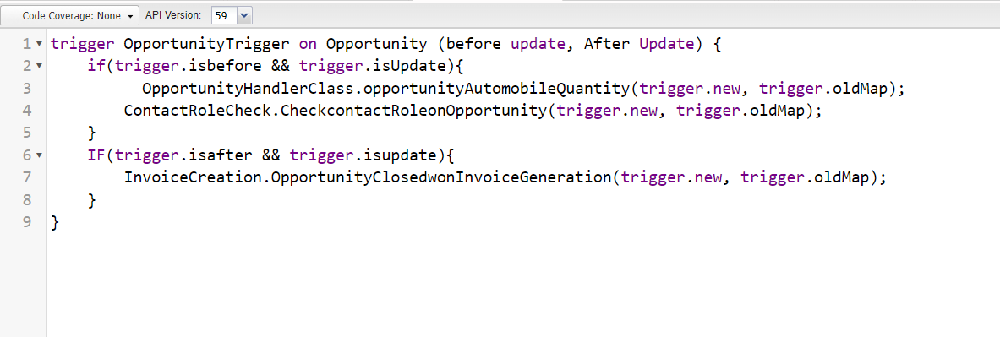 Code Coverage: None API Version: 59
1 trigger OpportunityTrigger on Opportunity (before update, After Update) {
2 if(trigger.isbefore && trigger.isUpdate){
3 OpportunityHandlerClass.opportunityAutomobileQuantity(trigger.new, trigger.oldMap);
4 ContactRoleCheck.CheckcontactRoleonOpportunity(trigger.new, trigger.oldMap);
5 }
6 IF(trigger.isafter && trigger.isupdate){
7 InvoiceCreation.OpportunityClosedwonInvoiceGeneration(trigger.new, trigger.oldMap);
8 }
9 }